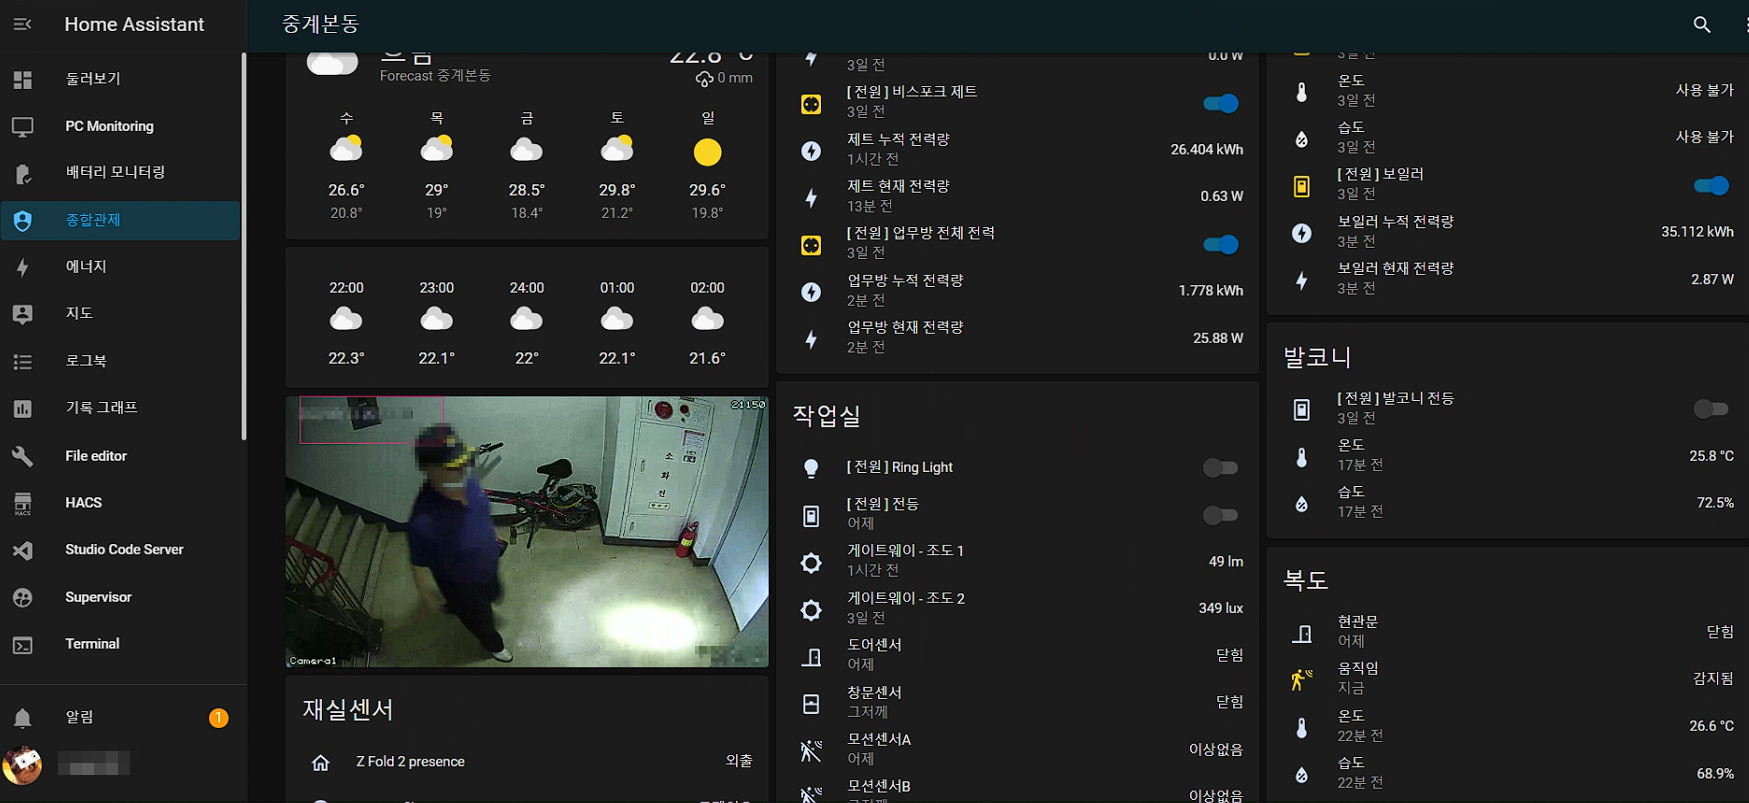 Home Assistant
중계본동
둘러보기
PC Monitoring
배터리 모니터링
종합관제
에너지
지도
로그북
기록 그래프
File editor
HACS
Studio Code Server
Supervisor
Terminal
알림
1
흐림
22.8 °C
Forecast 중계본동
0 mm
수 목 금 토 일
26.6° 29° 28.5° 29.8° 29.6°
20.8° 19° 18.4° 21.2° 19.8°
22:00 23:00 24:00 01:00 02:00
22.3° 22.1° 22° 22.1° 21.6°
21150
소
화
전
Camera1
재실센서
Z Fold 2 presence
외출
0.0 W
3일 전
[ 전원 ] 비스포크 제트
3일 전
제트 누적 전력량
26.404 kWh
1시간 전
제트 현재 전력량
0.63 W
13분 전
[ 전원 ] 업무방 전체 전력
3일 전
업무방 누적 전력량
1.778 kWh
2분 전
업무방 현재 전력량
25.88 W
2분 전
작업실
[ 전원 ] Ring Light
[ 전원 ] 전등
어제
게이트웨이 - 조도 1
49 lm
1시간 전
게이트웨이 - 조도 2
349 lux
3일 전
도어센서
닫힘
어제
창문센서
닫힘
그저께
모션센서A
이상없음
어제
모션센서B
이상없음
그저께
3일 전
온도
사용 불가
3일 전
습도
사용 불가
3일 전
[ 전원 ] 보일러
3일 전
보일러 누적 전력량
35.112 kWh
3분 전
보일러 현재 전력량
2.87 W
3분 전
발코니
[ 전원 ] 발코니 전등
3일 전
온도
25.8 °C
17분 전
습도
72.5%
17분 전
복도
현관문
닫힘
어제
움직임
감지됨
지금
온도
26.6 °C
22분 전
습도
68.9%
22분 전